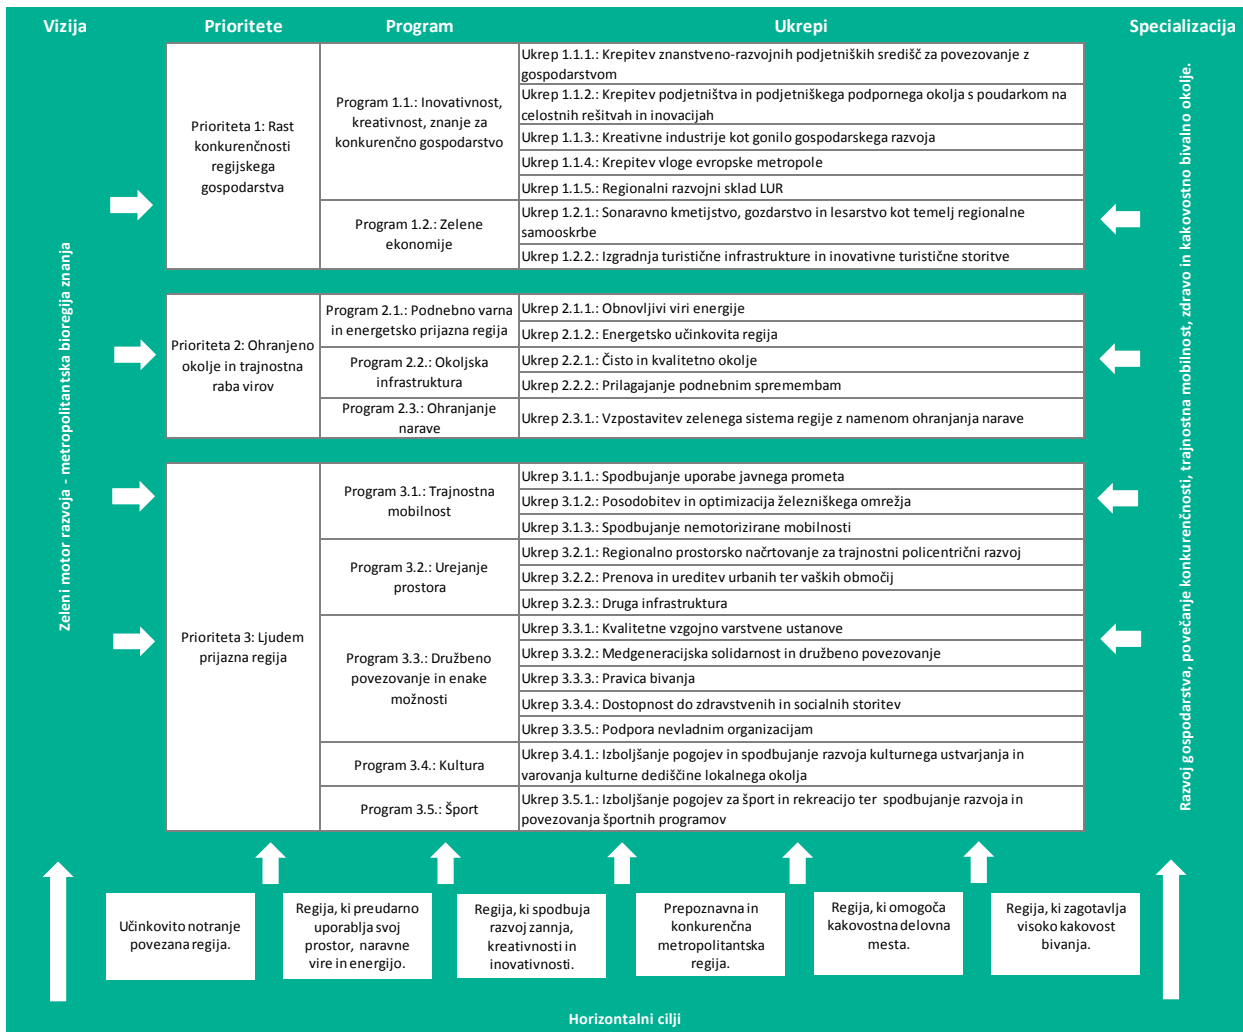 Vizija
Prioritete
Program
Ukrepi
Specializacija
Zeleni motor razvoja - metropolitantska bioregija znanja
Prioriteta 1: Rast
konkurenčnosti
regijskega
gospodarstva
Program 1.1.: Inovativnost,
kreativnost, znanje za
konkurenčno gospodarstvo
Ukrep 1.1.1.: Krepitev znanstveno-razvojnih podjetniških središč za povezovanje z
gospodarstvom
Ukrep 1.1.2.: Krepitev podjetništva in podjetniškega podpornega okolja s poudarkom na
celostnih rešitvah in inovacijah
Ukrep 1.1.3.: Kreativne industrije kot gonilo gospodarskega razvoja
Ukrep 1.1.4.: Krepitev vloge evropske metropole
Ukrep 1.1.5.: Regionalni razvojni sklad LUR
Program 1.2.: Zelene
ekonomije
Ukrep 1.2.1.: Sonaravno kmetijstvo, gozdarstvo in lesarstvo kot temelj regionalne
samooskrbe
Ukrep 1.2.2.: Izgradnja turistične infrastrukture in inovativne turistične storitve
Prioriteta 2: Ohranjeno
okolje in trajnostna
raba virov
Program 2.1.: Podnebno varna
in energetsko prijazna regija
Ukrep 2.1.1.: Obnovljivi viri energije
Ukrep 2.1.2.: Energetsko učinkovita regija
Program 2.2.: Okoljska
infrastruktura
Ukrep 2.2.1.: Čisto in kvalitetno okolje
Ukrep 2.2.2.: Prilagajanje podnebnim spremembam
Program 2.3.: Ohranjanje
narave
Ukrep 2.3.1.: Vzpostavitev zelenega sistema regije z namenom ohranjanja narave
Prioriteta 3: Ljudem
prijazna regija
Program 3.1.: Trajnostna
mobilnost
Ukrep 3.1.1.: Spodbujanje uporabe javnega prometa
Ukrep 3.1.2.: Posodobitev in optimizacija železniškega omrežja
Ukrep 3.1.3.: Spodbujanje nemotorizirane mobilnosti
Program 3.2.: Urejanje
prostora
Ukrep 3.2.1.: Regionalno prostorsko načrtovanje za trajnostni policentrični razvoj
Ukrep 3.2.2.: Prenova in ureditev urbanih ter vaških območij
Ukrep 3.2.3.: Druga infrastruktura
Program 3.3.: Družbeno
povezovanje in enake
možnosti
Ukrep 3.3.1.: Kvalitetne vzgojno varstvene ustanove
Ukrep 3.3.2.: Medgeneracijska solidarnost in družbeno povezovanje
Ukrep 3.3.3.: Pravica bivanja
Ukrep 3.3.4.: Dostopnost do zdravstvenih in socialnih storitev
Ukrep 3.3.5.: Podpora nevladnim organizacijam
Program 3.4.: Kultura
Ukrep 3.4.1.: Izboljšanje pogojev in spodbujanje razvoja kulturnega ustvarjanja in
varovanja kulturne dediščine lokalnega okolja
Program 3.5.: Šport
Ukrep 3.5.1.: Izboljšanje pogojev za šport in rekreacijo ter spodbujanje razvoja in
povezovanja športnih programov
Razvoj gospodarstva, povečanje konkurenčnosti, trajnostna mobilnost, zdravo in kakovostno bivalno okolje.
Učinkovito notranje
povezana regija.
Regija, ki preudarno
uporablja svoj
prostor, naravne
vire in energijo.
Regija, ki spodbuja
razvoj zannja,
kreativnosti in
inovativnosti.
Prepoznavna in
konkurenčna
metropolitantska
regija.
Regija, ki omogoča
kakovostna delovna
mesta.
Regija, ki zagotavlja
visoko kakovost
bivanja.
Horizontalni cilji